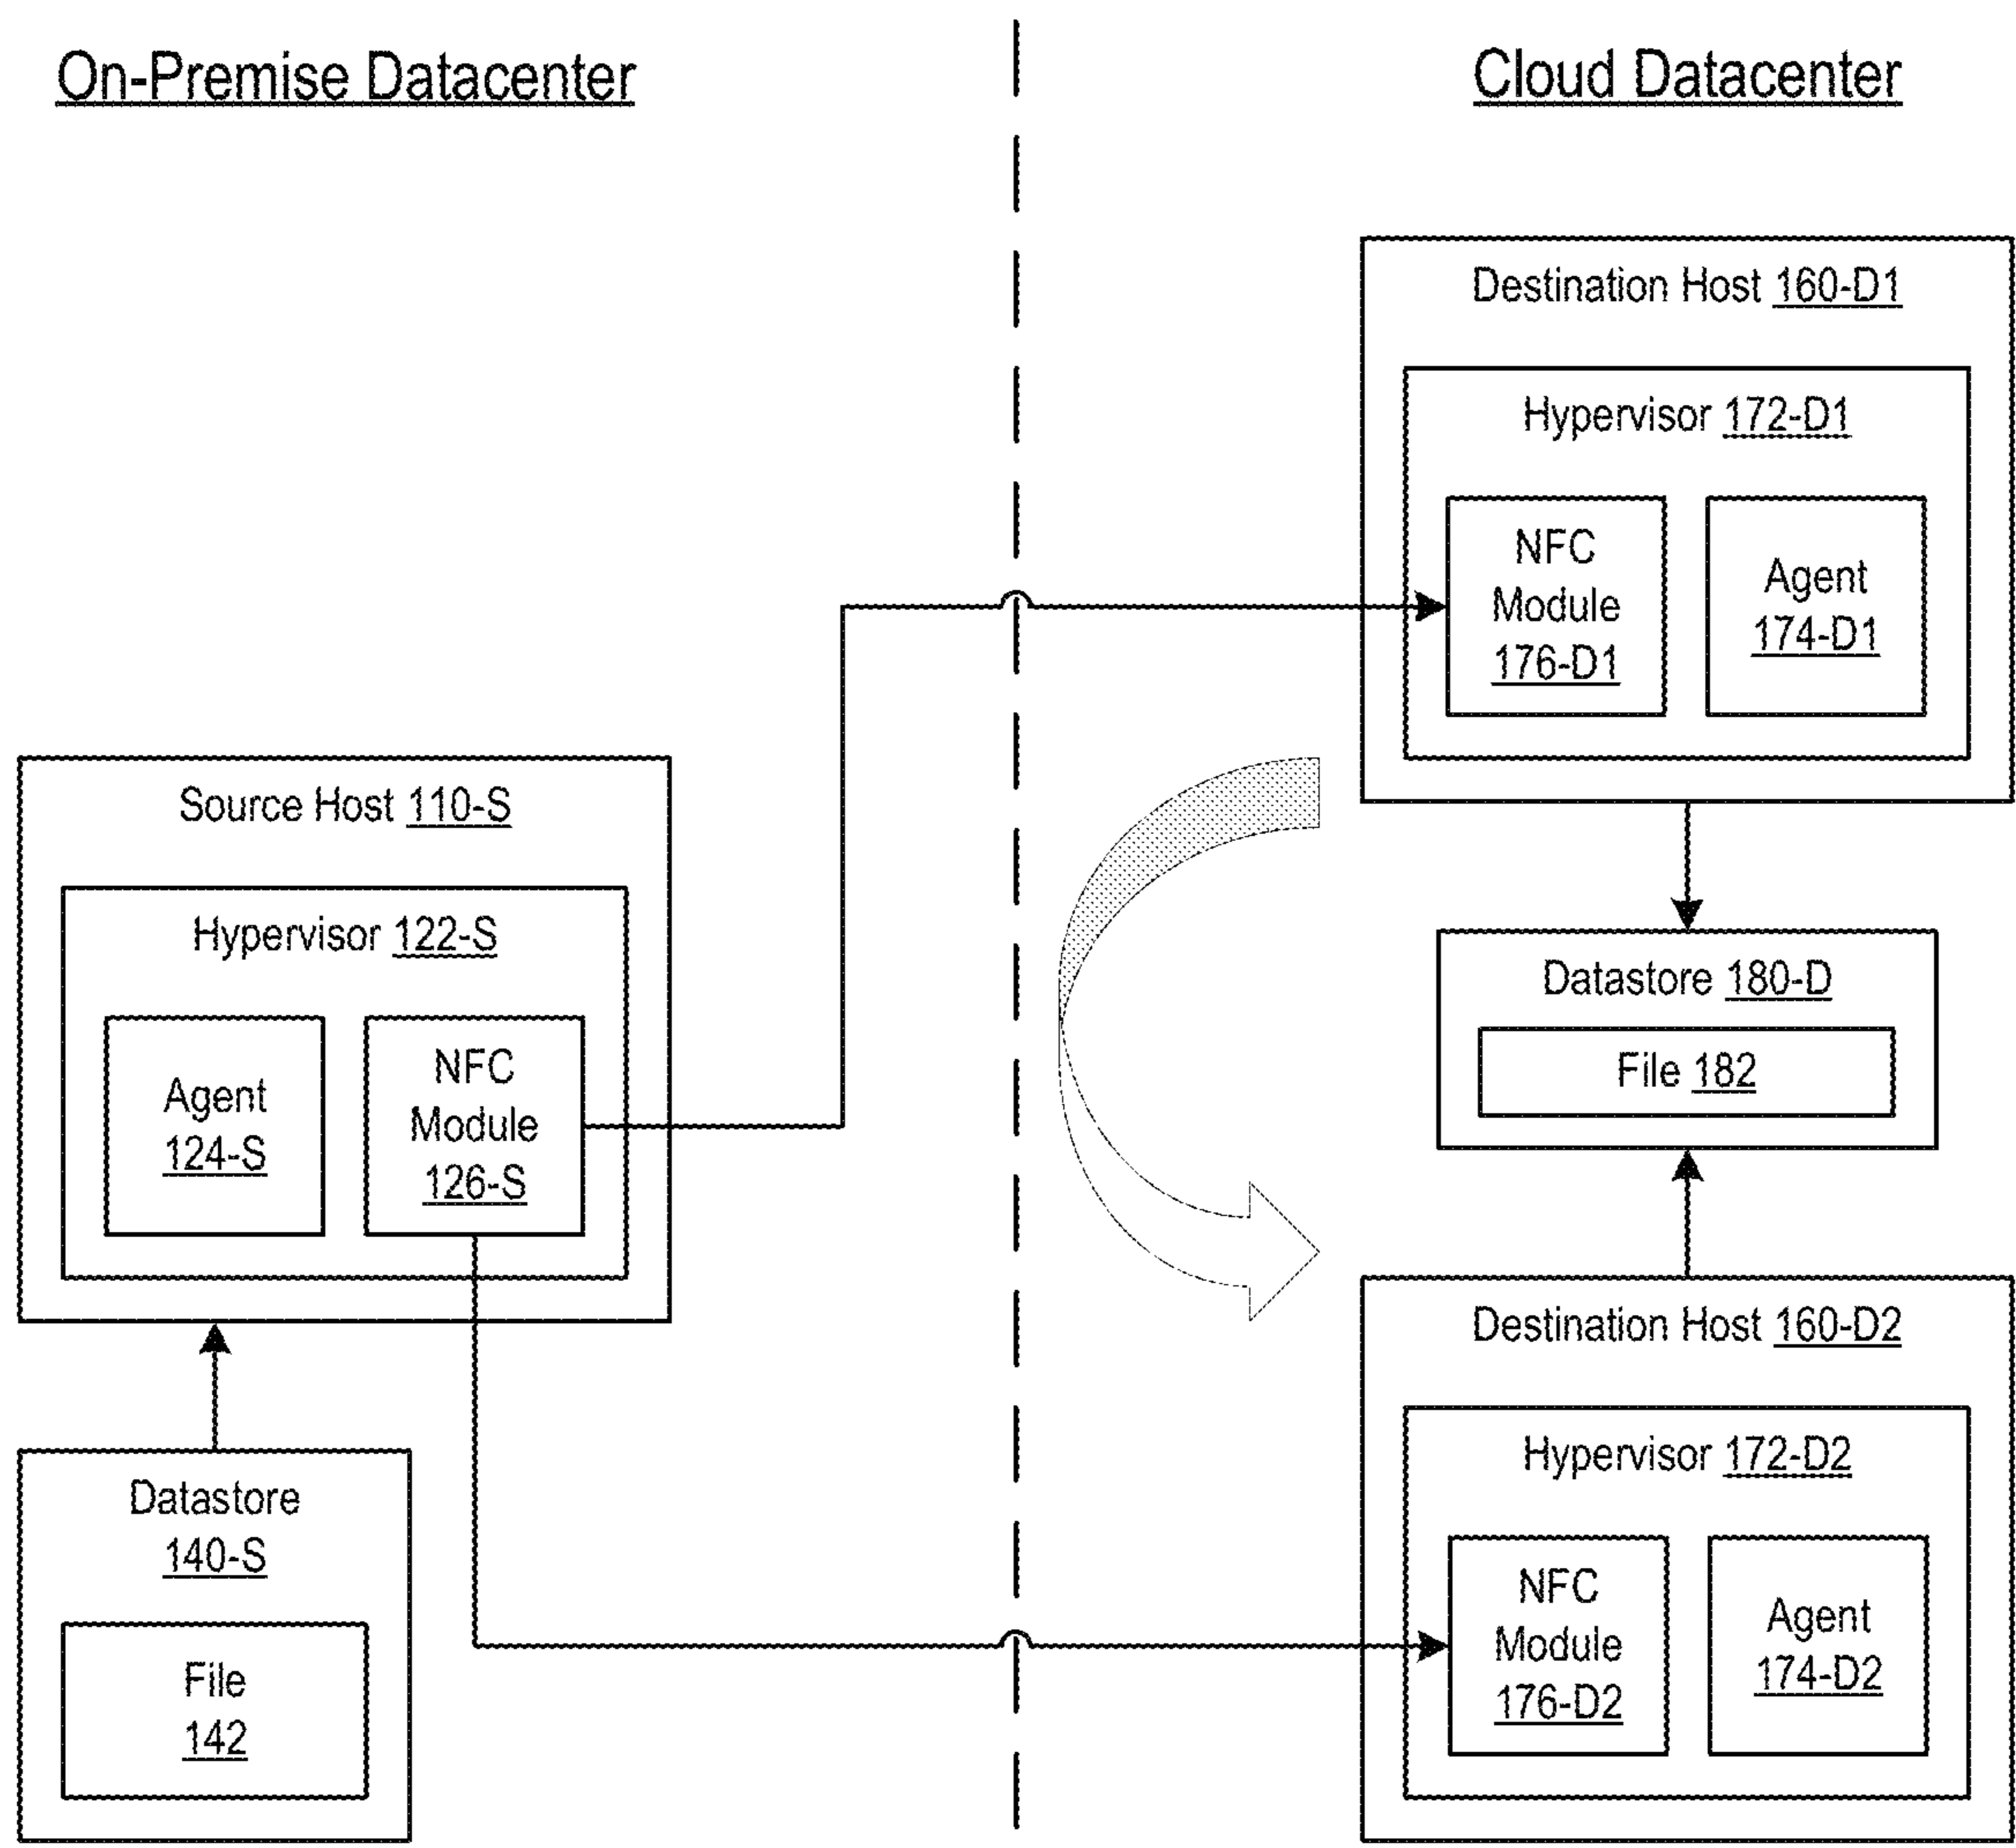 On-Premise Datacenter
Cloud Datacenter
Source Host 110-S
Hypervisor 122-S
Agent
124-S
NFC
Module
126-S
Datastore
140-S
File
142
Destination Host 160-D1
Hypervisor 172-D1
NFC
Module
176-D1
Agent
174-D1
Datastore 180-D
File 182
Destination Host 160-D2
Hypervisor 172-D2
NFC
Module
176-D2
Agent
174-D2